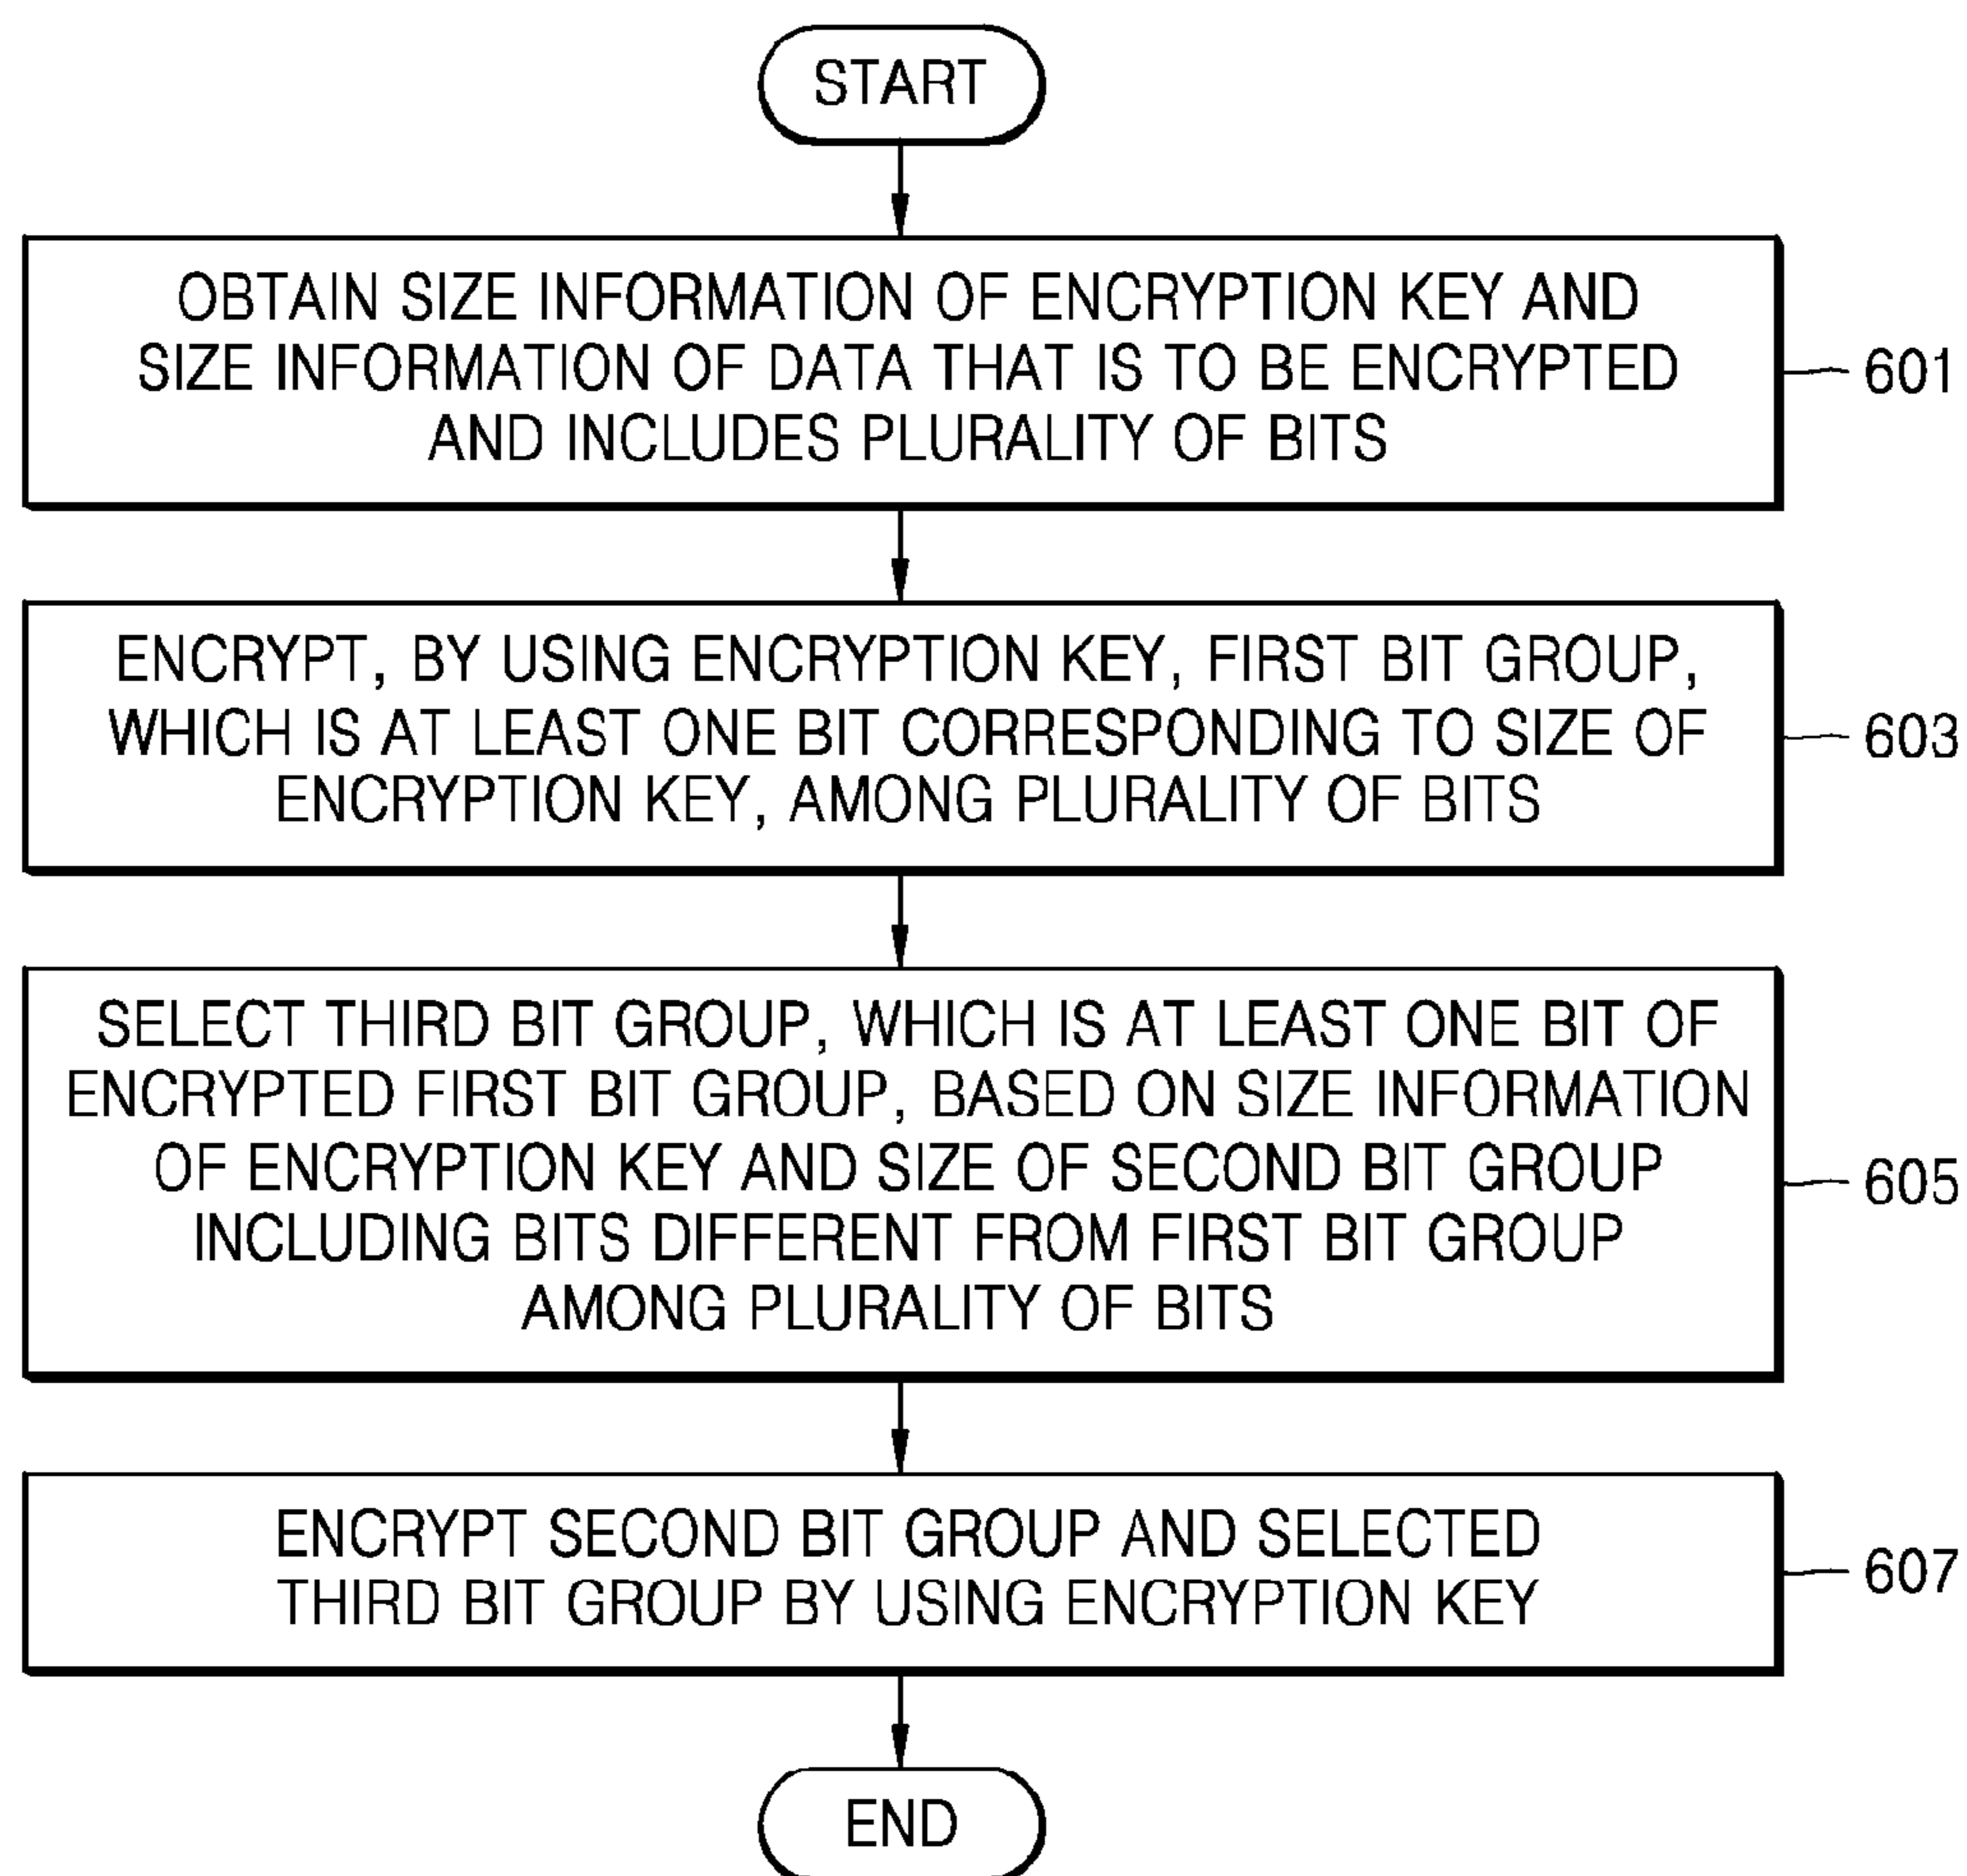 START
OBTAIN SIZE INFORMATION OF ENCRYPTION KEY AND
SIZE INFORMATION OF DATA THAT IS TO BE ENCRYPTED
AND INCLUDES PLURALITY OF BITS
601
ENCRYPT, BY USING ENCRYPTION KEY, FIRST BIT GROUP,
WHICH IS AT LEAST ONE BIT CORRESPONDING TO SIZE OF
ENCRYPTION KEY, AMONG PLURALITY OF BITS
603
SELECT THIRD BIT GROUP, WHICH IS AT LEAST ONE BIT OF
ENCRYPTED FIRST BIT GROUP, BASED ON SIZE INFORMATION
OF ENCRYPTION KEY AND SIZE OF SECOND BIT GROUP
INCLUDING BITS DIFFERENT FROM FIRST BIT GROUP
AMONG PLURALITY OF BITS
605
ENCRYPT SECOND BIT GROUP AND SELECTED
THIRD BIT GROUP BY USING ENCRYPTION KEY
607
END